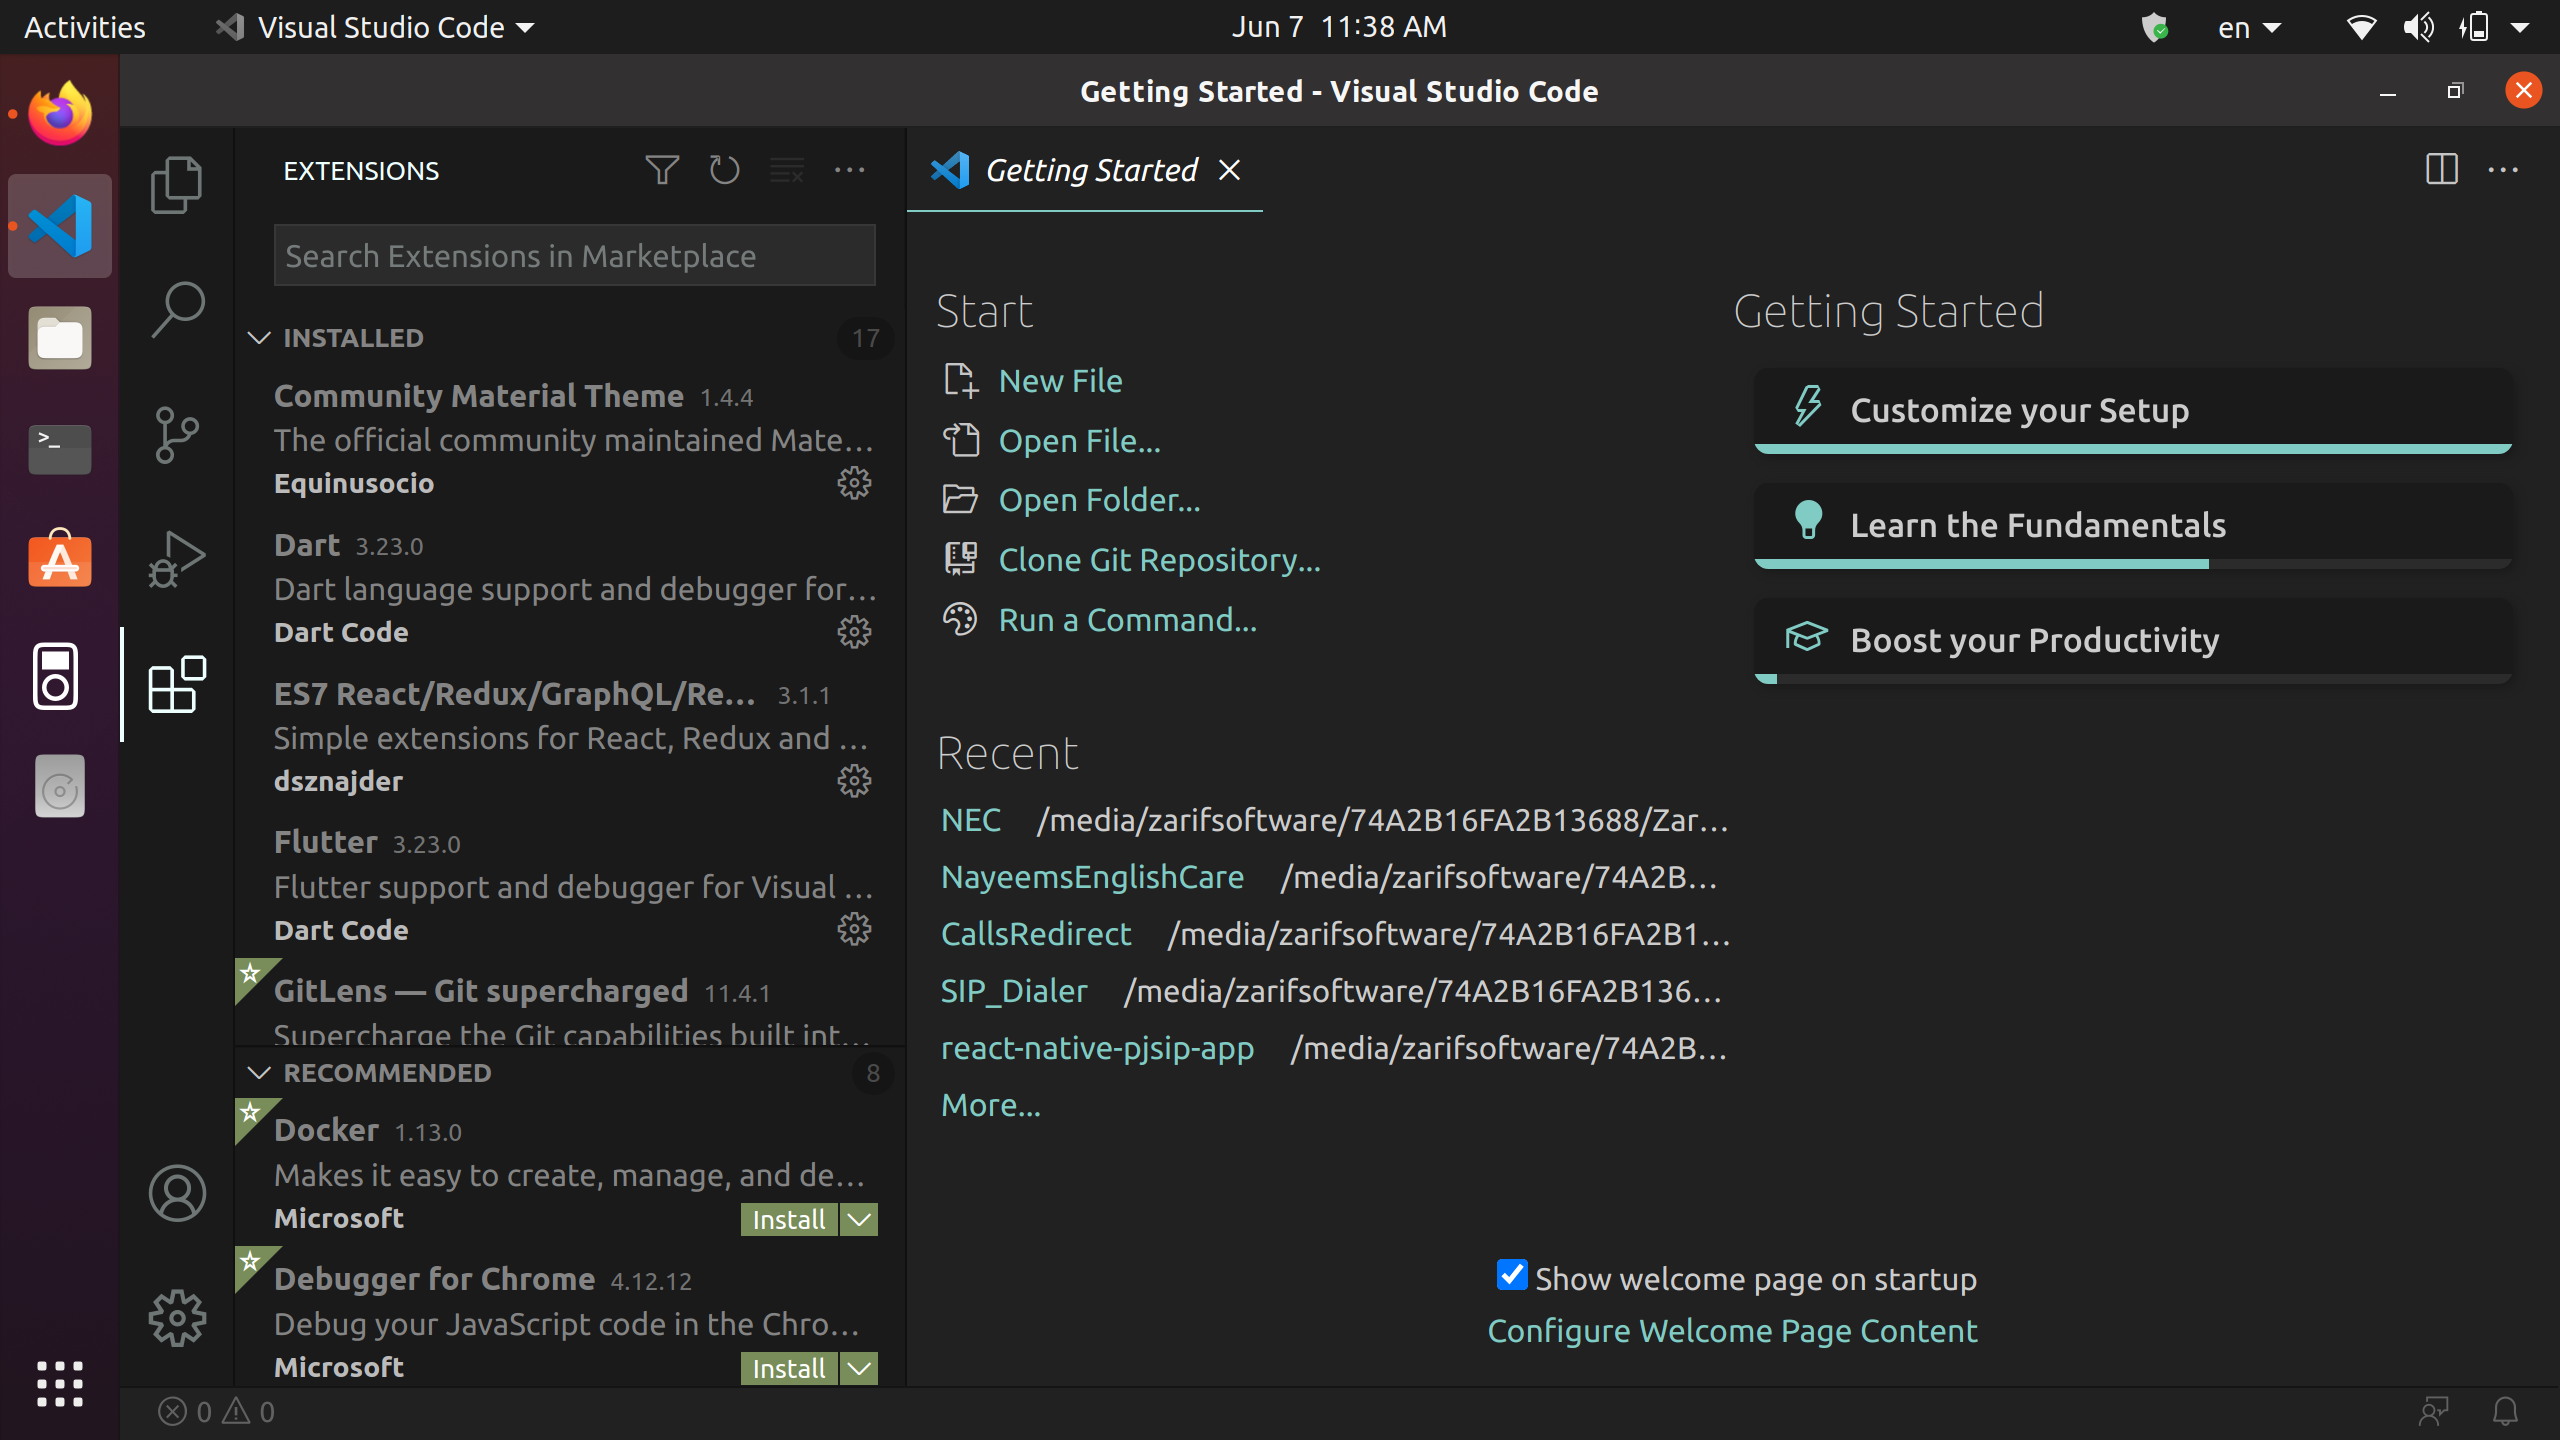 Activities
Visual Studio Code
Jun 7 11:38 AM
en
Getting Started - Visual Studio Code
EXTENSIONS
Search Extensions in Marketplace
INSTALLED 17
Community Material Theme 1.4.4
The official community maintained Mate...
Equinusocio
Dart 3.23.0
Dart language support and debugger for...
Dart Code
ES7 React/Redux/GraphQL/Re... 3.1.1
Simple extensions for React, Redux and ...
dsznajder
Flutter 3.23.0
Flutter support and debugger for Visual ...
Dart Code
GitLens — Git supercharged 11.4.1
Supercharge the Git capabilities built int...
RECOMMENDED 8
Docker 1.13.0
Makes it easy to create, manage, and de...
Microsoft Install
Debugger for Chrome 4.12.12
Debug your JavaScript code in the Chro...
Microsoft Install
Getting Started
Start
New File
Open File...
Open Folder...
Clone Git Repository...
Run a Command...
Recent
NEC /media/zarifsoftware/74A2B16FA2B13688/Zar...
NayeemsEnglishCare /media/zarifsoftware/74A2B...
CallsRedirect /media/zarifsoftware/74A2B16FA2B1...
SIP_Dialer /media/zarifsoftware/74A2B16FA2B136...
react-native-pjsip-app /media/zarifsoftware/74A2B...
More...
Getting Started
Customize your Setup
Learn the Fundamentals
Boost your Productivity
Show welcome page on startup
Configure Welcome Page Content
0 0